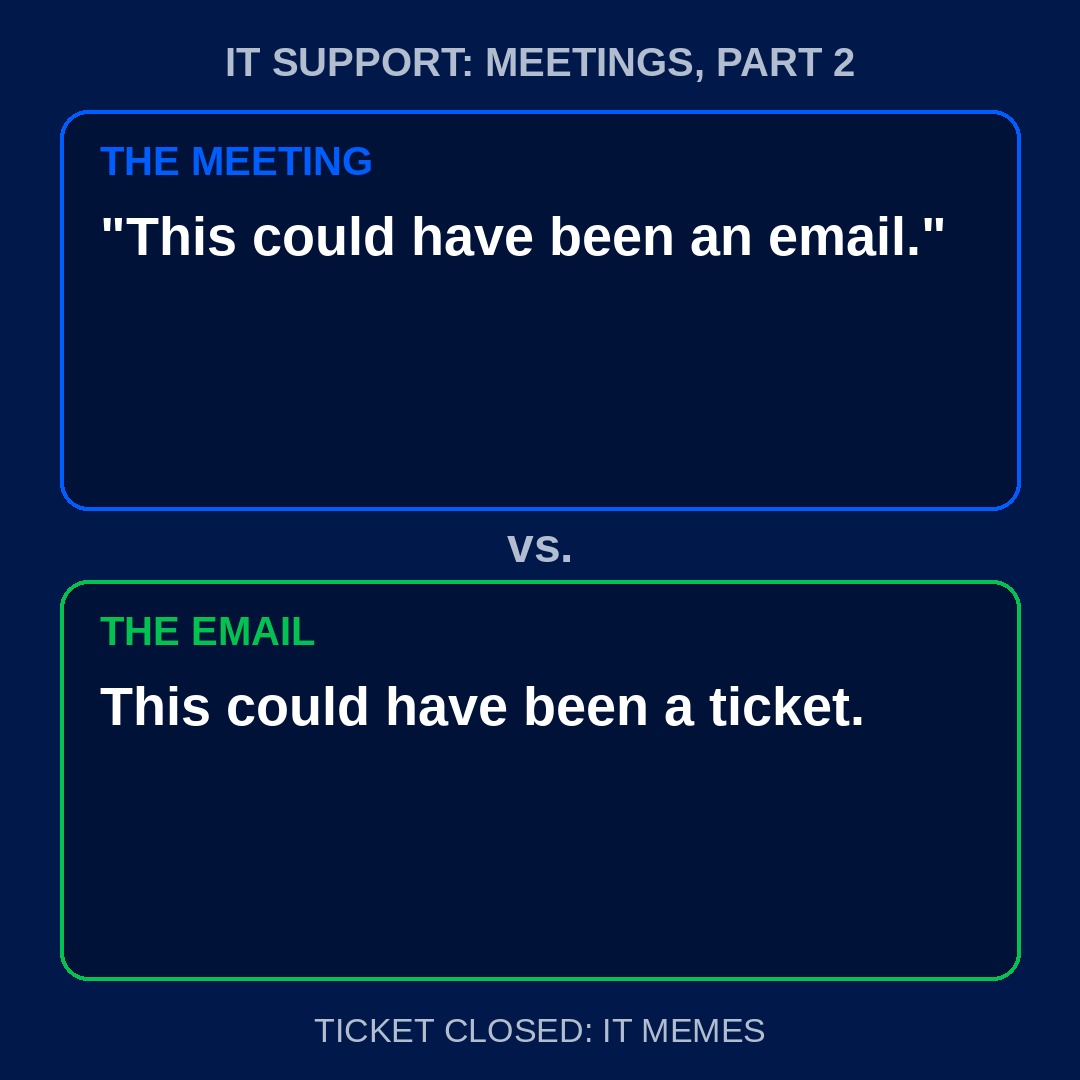 IT SUPPORT: MEETINGS, PART 2
THE MEETING
"This could have been an email."
vs.
THE EMAIL
This could have been a ticket.
TICKET CLOSED: IT MEMES